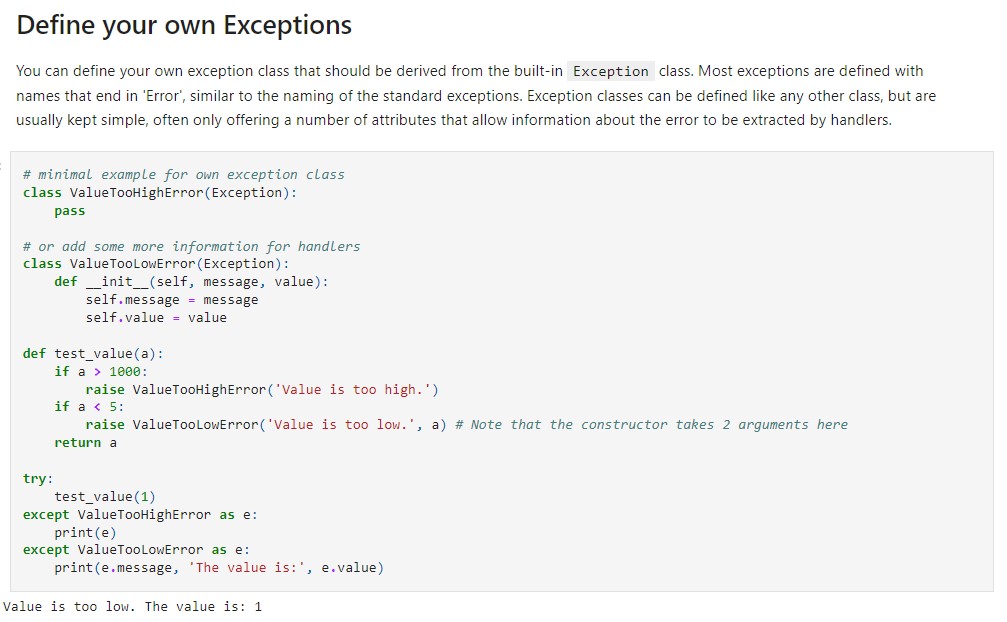 Define your own Exceptions
You can define your own exception class that should be derived from the built-in Exception class. Most exceptions are defined with
names that end in 'Error', similar to the naming of the standard exceptions. Exception classes can be defined like any other class, but are
usually kept simple, often only offering a number of attributes that allow information about the error to be extracted by handlers.
# minimal example for own exception class
class ValueTooHighError(Exception):
    pass
# or add some more information for handlers
class ValueTooLowError(Exception):
    def __init__(self, message, value):
        self.message = message
        self.value = value
def test_value(a):
    if a > 1000:
        raise ValueTooHighError('Value is too high.')
    if a < 5:
        raise ValueTooLowError('Value is too low.', a) # Note that the constructor takes 2 arguments here
    return a
try:
    test_value(1)
except ValueTooHighError as e:
    print(e)
except ValueTooLowError as e:
    print(e.message, 'The value is:', e.value)
Value is too low. The value is: 1